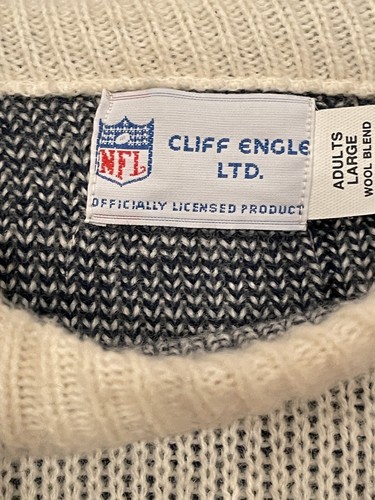 NFL
CLIFF ENGLE
LTD.
OFFICIALLY LICENSED PRODUCT
ADULTS
LARGE
WOOL BLEND